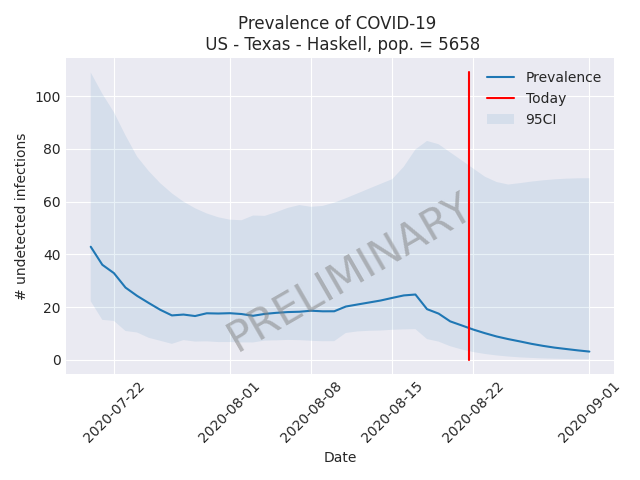 Prevalence of COVID-19
US - Texas - Haskell, pop. = 5658
# undetected infections
100
80
60
40
20
0
Prevalence
Today
95CI
PRELIMINARY
2020-07-22
2020-08-01
2020-08-08
2020-08-15
2020-08-22
2020-09-01
Date